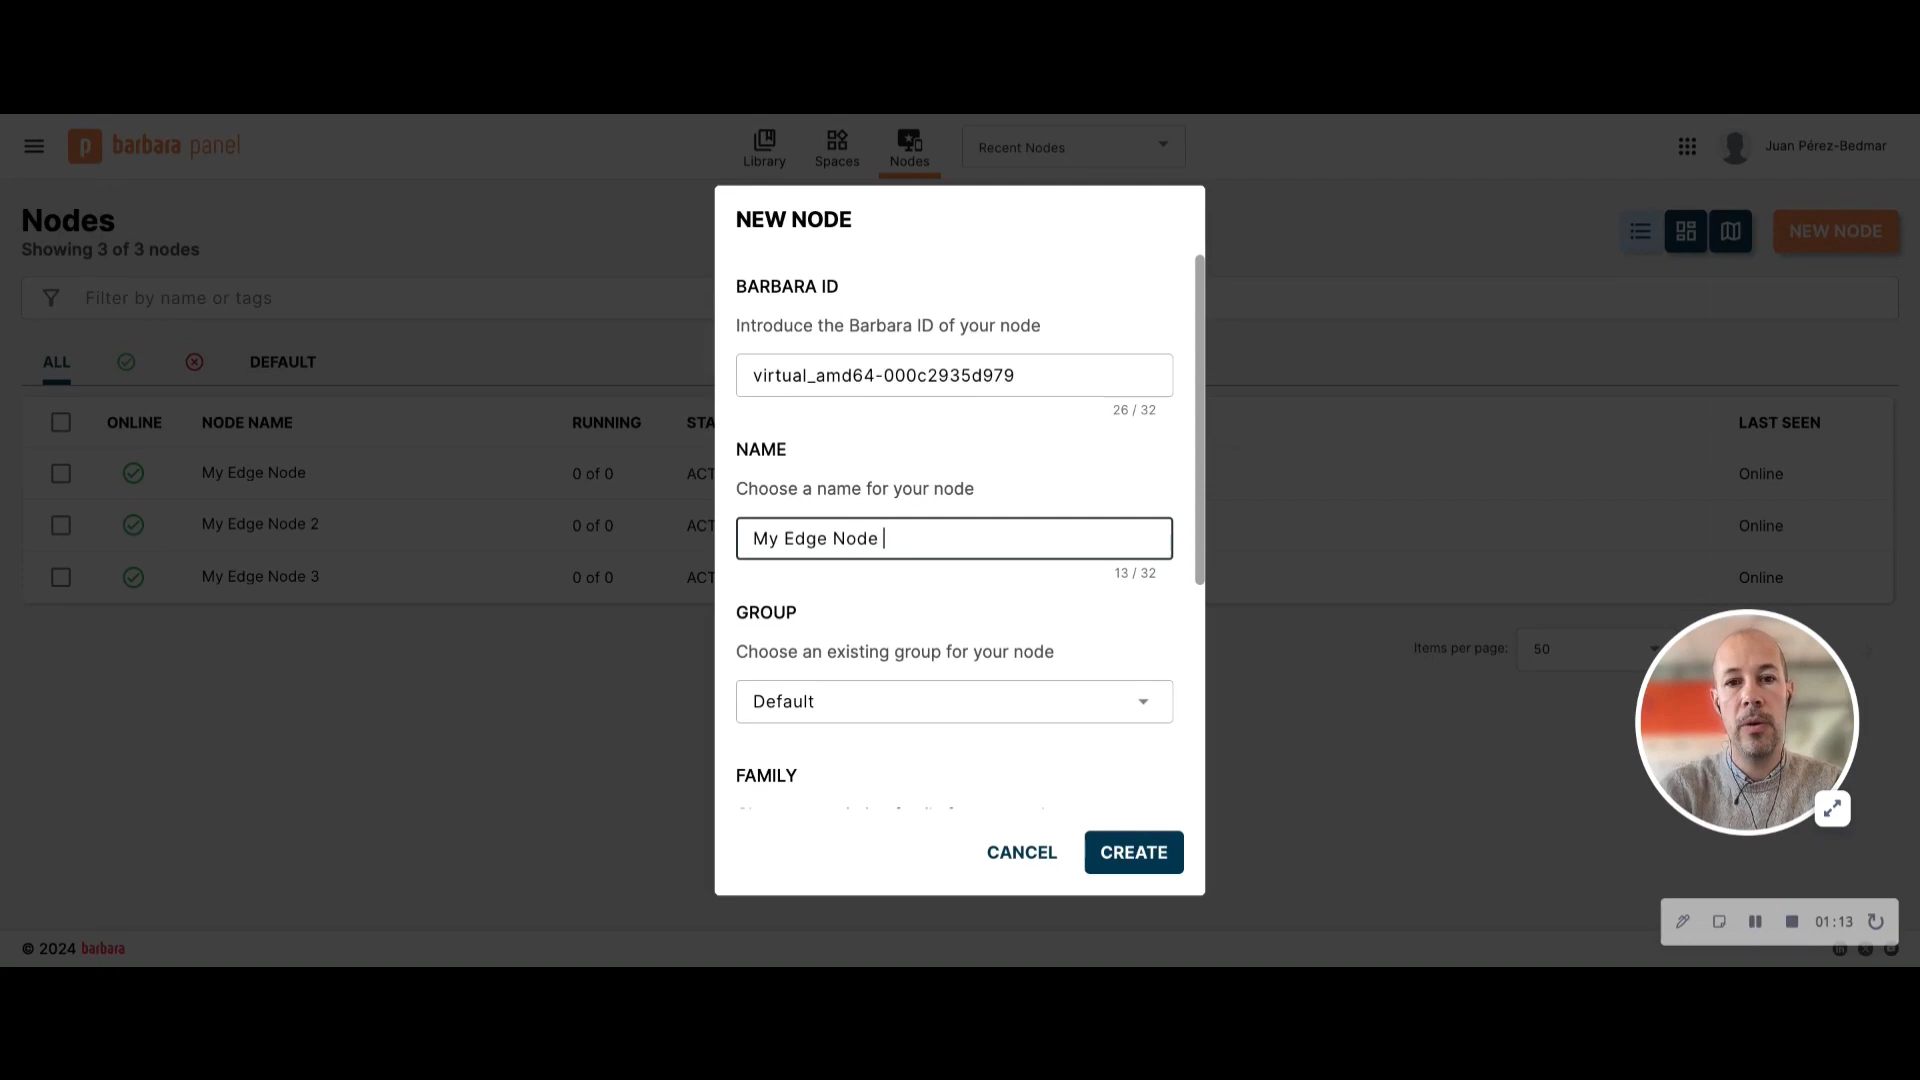 barbara panel
Library
Spaces
Nodes
Recent Nodes
Juan Pérez-Bedmar
Nodes
Showing 3 of 3 nodes
NEW NODE
Filter by name or tags
ALL
DEFAULT
ONLINE
NODE NAME
RUNNING
STA
LAST SEEN
My Edge Node
0 of 0
ACT
Online
My Edge Node 2
0 of 0
ACT
Online
My Edge Node 3
0 of 0
ACT
Online
Items per page:
50
NEW NODE
BARBARA ID
Introduce the Barbara ID of your node
virtual_amd64-000c2935d979
26 / 32
NAME
Choose a name for your node
My Edge Node
13 / 32
GROUP
Choose an existing group for your node
Default
FAMILY
CANCEL
CREATE
01:13
© 2024 barbara